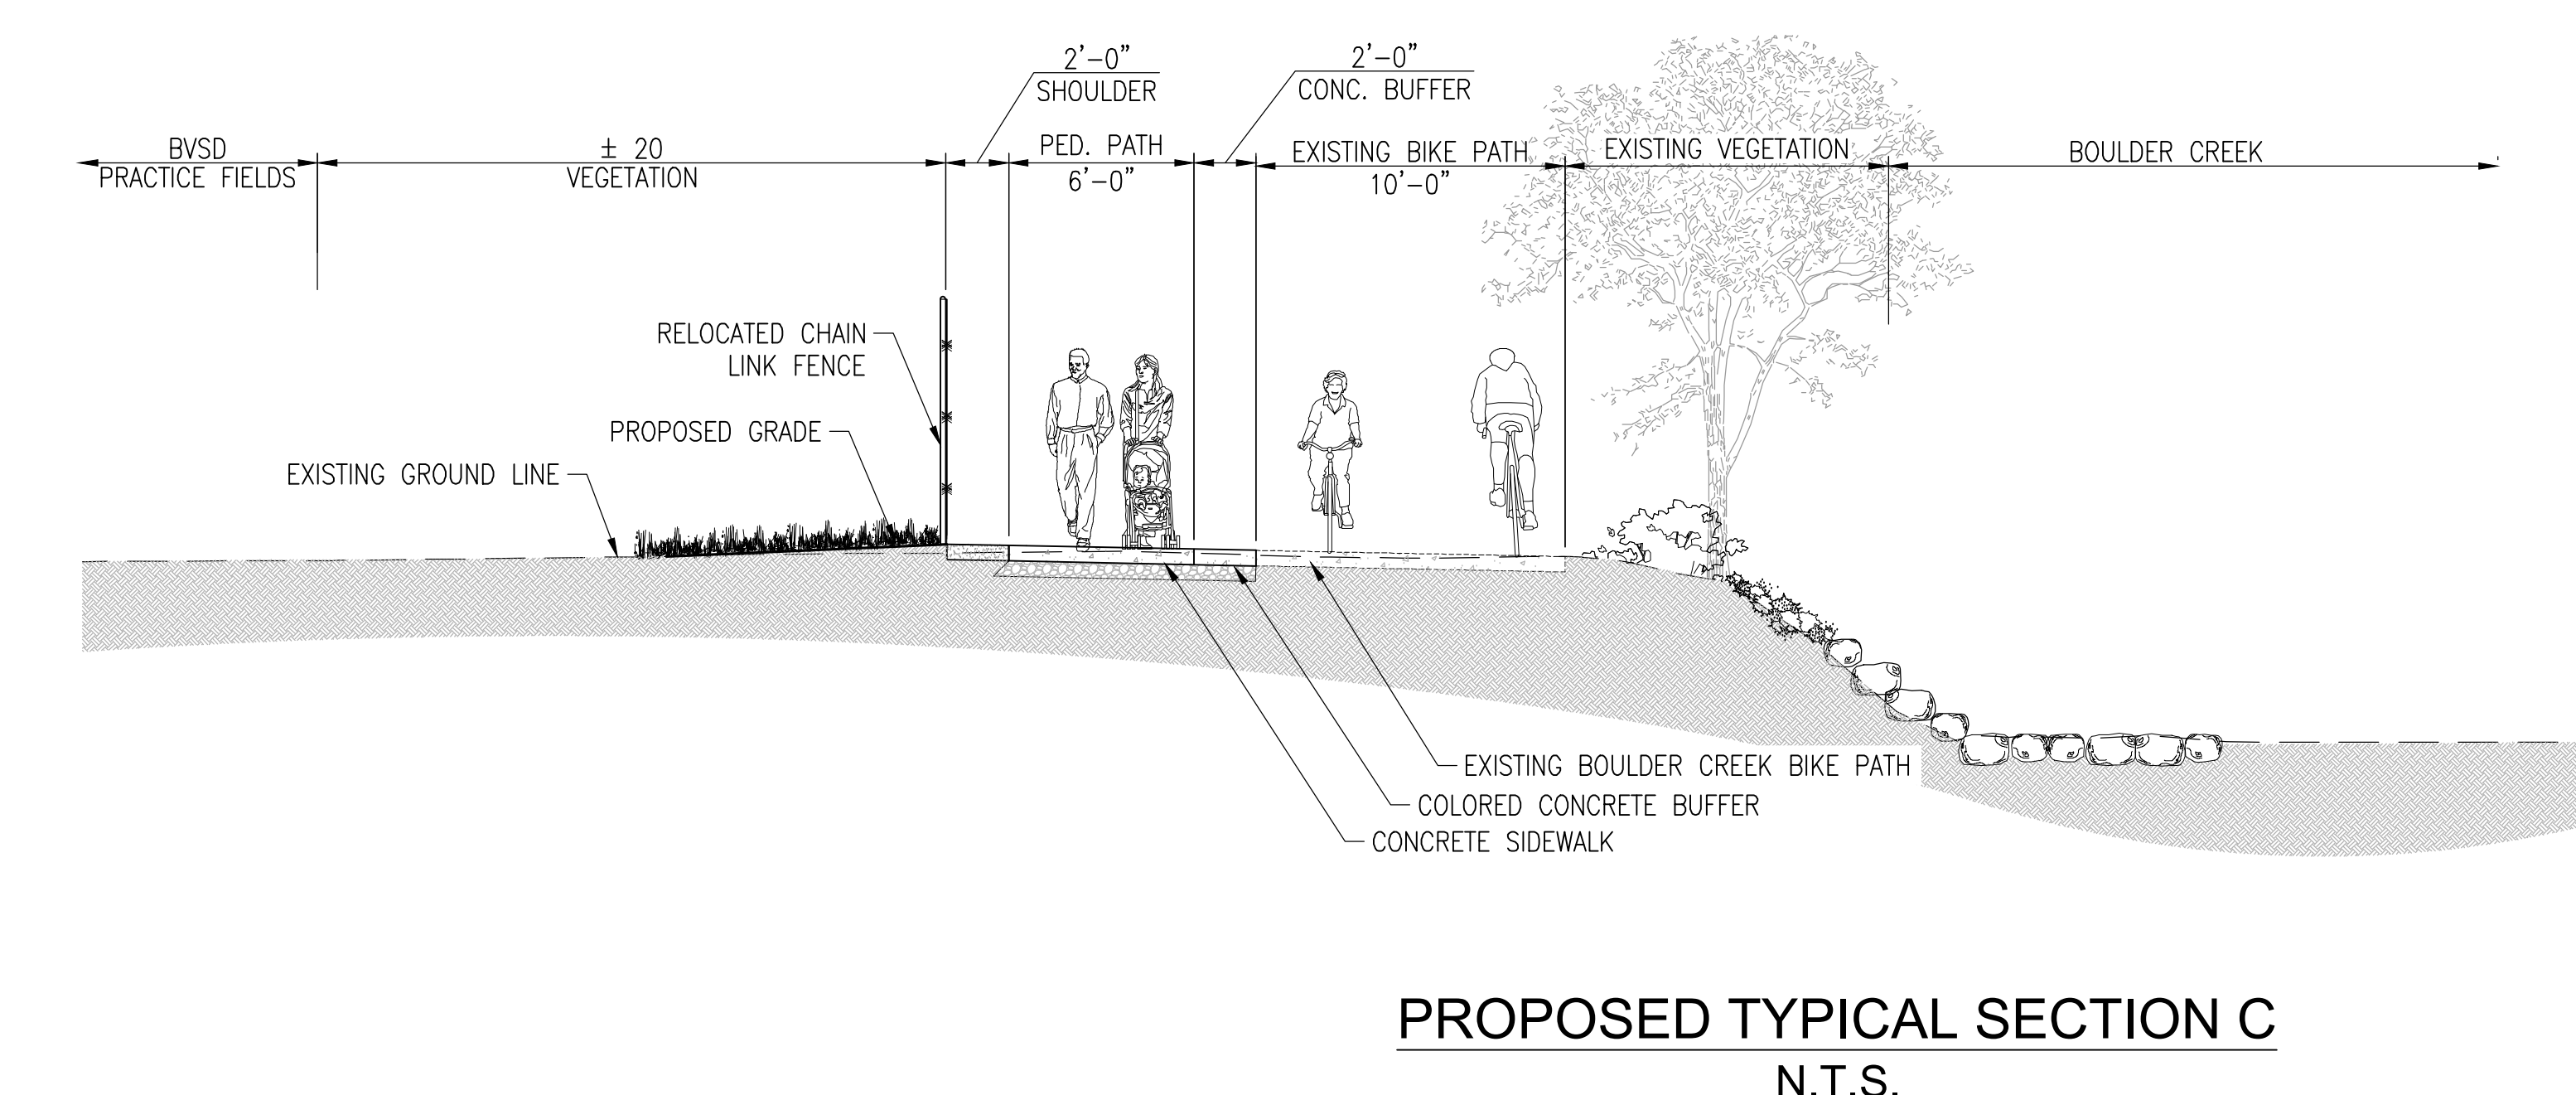 2'-0"
SHOULDER
2'-0"
CONC. BUFFER
BVSD
PRACTICE FIELDS
± 20
VEGETATION
PED. PATH
6'-0"
EXISTING BIKE PATH
10'-0"
EXISTING VEGETATION
BOULDER CREEK
RELOCATED CHAIN
LINK FENCE
PROPOSED GRADE
EXISTING GROUND LINE
EXISTING BOULDER CREEK BIKE PATH
COLORED CONCRETE BUFFER
CONCRETE SIDEWALK
PROPOSED TYPICAL SECTION C
N.T.S.